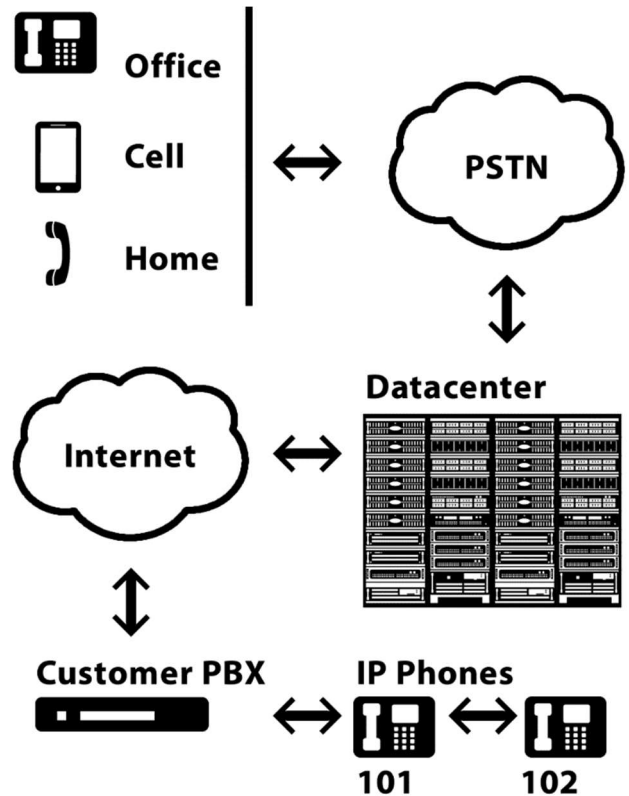 Office
Cell
PSTN
Home
Datacenter
Internet
Customer PBX
IP Phones
101
102